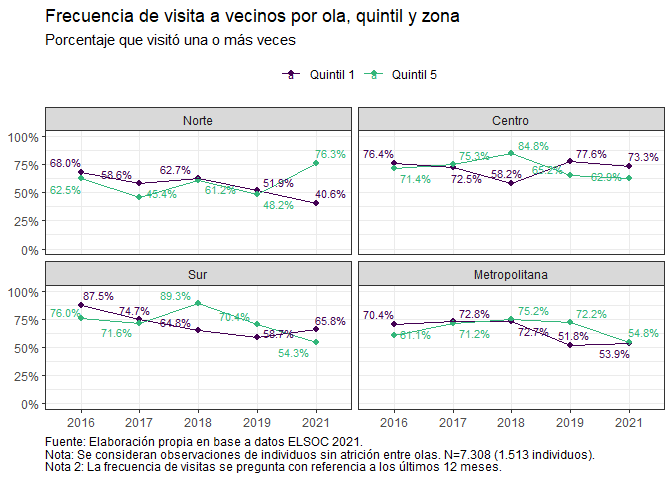 Frecuencia de visita a vecinos por ola, quintil y zona
Porcentaje que visitó una o más veces
Quintil 1 Quintil 5
Norte Centro
100%
75%
50%
25%
0%
68.0% 58.6% 62.7% 51.9% 40.6%
62.5% 45.4% 61.2% 48.2% 76.3%
76.4% 72.5% 58.2% 77.6% 73.3%
71.4% 75.3% 84.8% 65.2% 62.9%
Sur Metropolitana
100%
75%
50%
25%
0%
87.5% 74.7% 64.8% 58.7% 65.8%
76.0% 71.6% 89.3% 70.4% 54.3%
70.4% 72.8% 72.7% 51.8% 53.9%
61.1% 71.2% 75.2% 72.2% 54.8%
2016 2017 2018 2019 2021 2016 2017 2018 2019 2021
Fuente: Elaboración propia en base a datos ELSOC 2021.
Nota: Se consideran observaciones de individuos sin atrición entre olas. N=7.308 (1.513 individuos).
Nota 2: La frecuencia de visitas se pregunta con referencia a los últimos 12 meses.